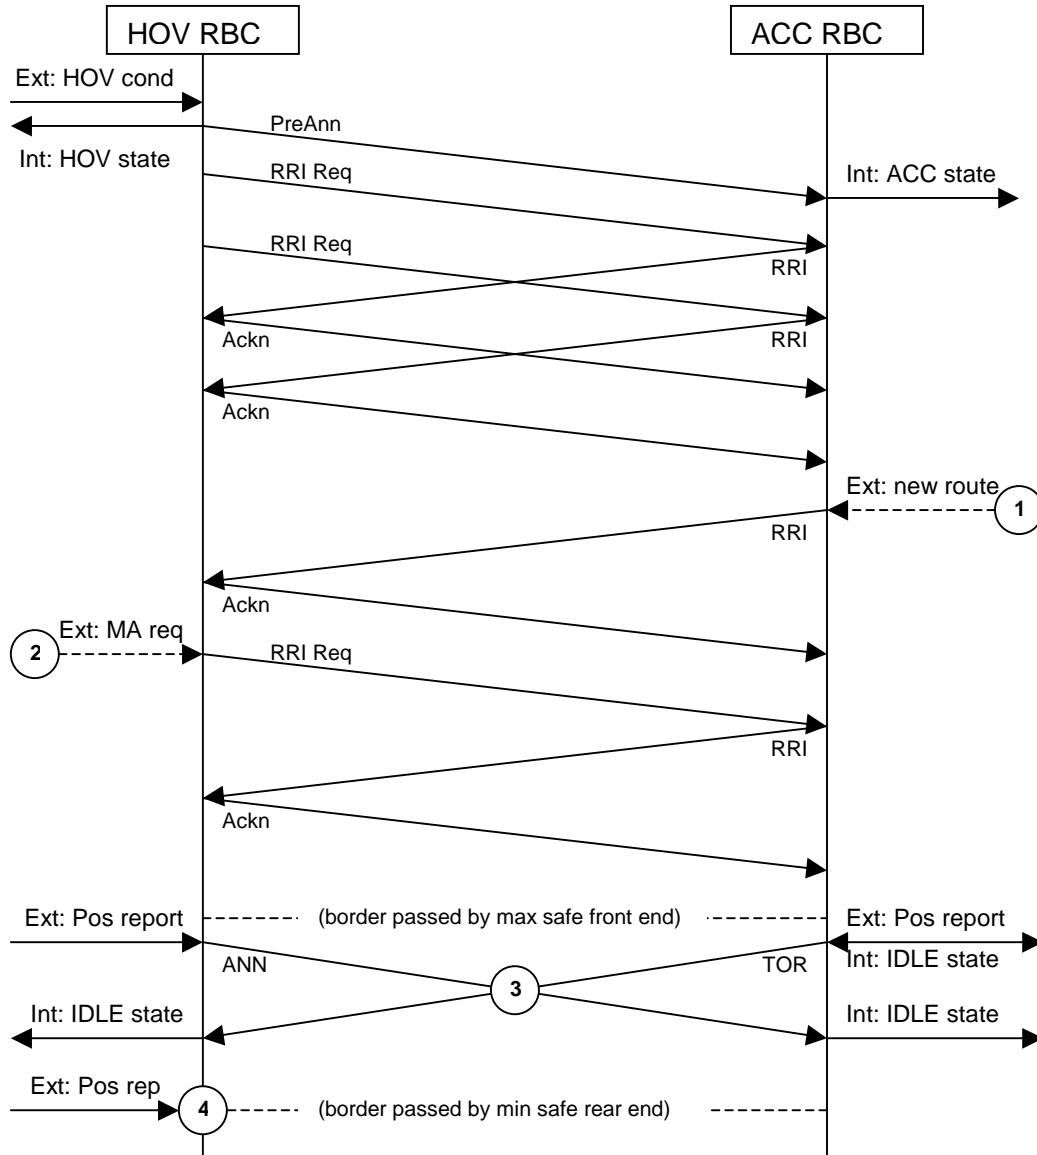 HOV RBC
ACC RBC
Ext: HOV cond
PreAnn
Int: HOV state
RRI Req
Int: ACC state
RRI Req
RRI
Ackn
RRI
Ackn
Ext: new route
1
RRI
Ackn
Ext: MA req
2
RRI Req
RRI
Ackn
Ext: Pos report
(border passed by max safe front end)
Ext: Pos report
ANN
TOR
Int: IDLE state
3
Int: IDLE state
Int: IDLE state
Ext: Pos rep
4
(border passed by min safe rear end)